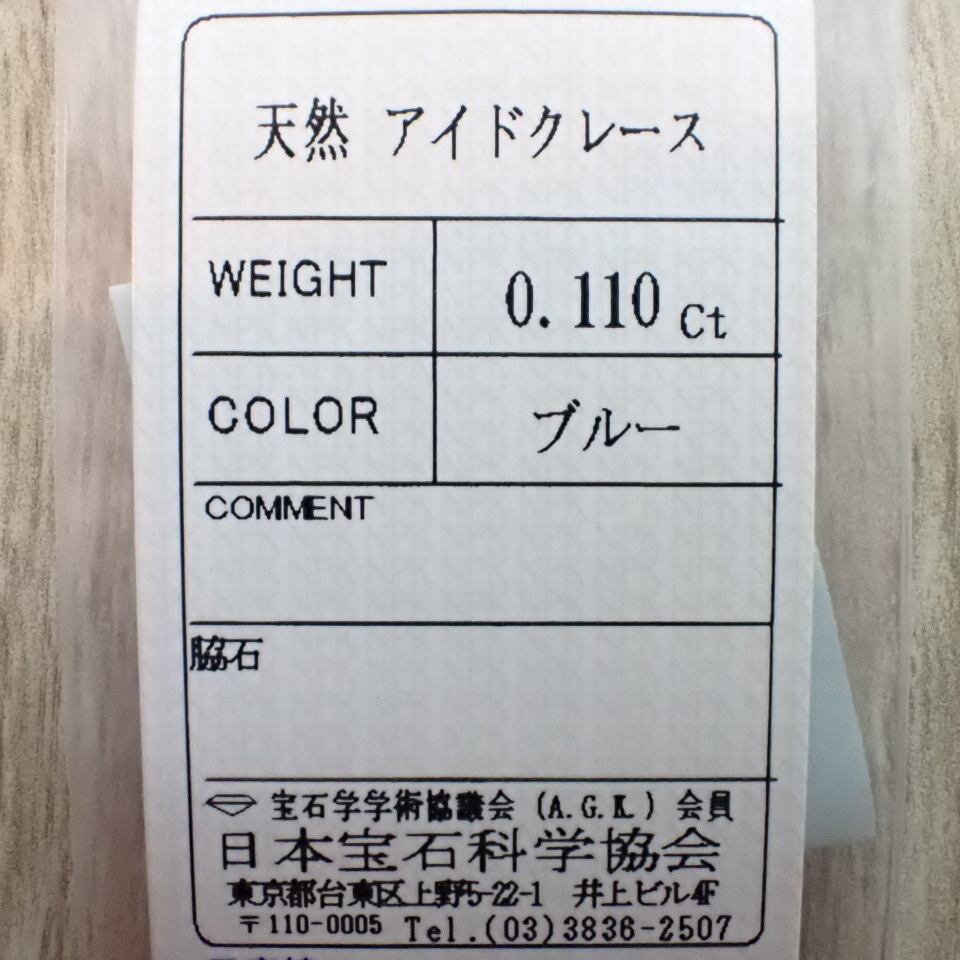 天然 アイドクレース
WEIGHT 0.110 Ct
COLOR ブルー
COMMENT
脇石
宝石学学術協議会 (A.G.K.) 会員
日本宝石科学協会
東京都台東区上野5-22-1 井上ビル4F
〒110-0005 Tel.(03)3836-2507